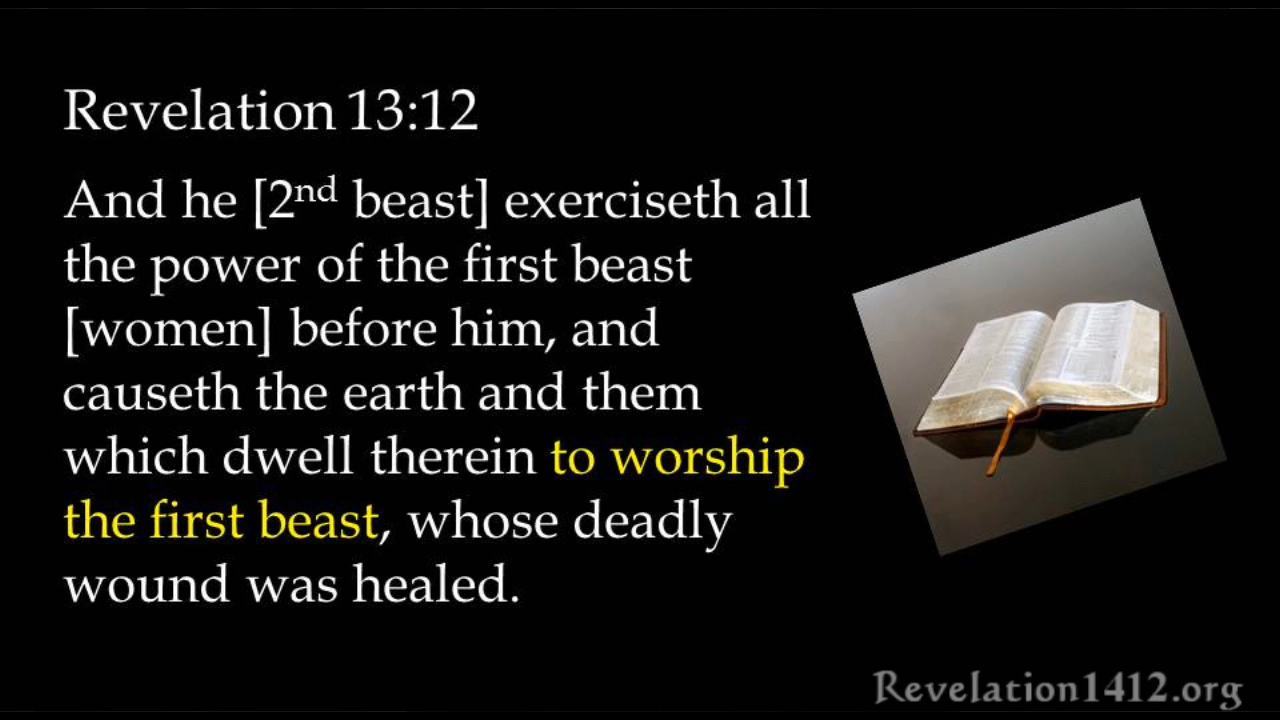 Revelation 13:12
And he [2nd beast] exerciseth all
the power of the first beast
[women] before him, and
causeth the earth and them
which dwell therein to worship
the first beast, whose deadly
wound was healed.
Revelation1412.org